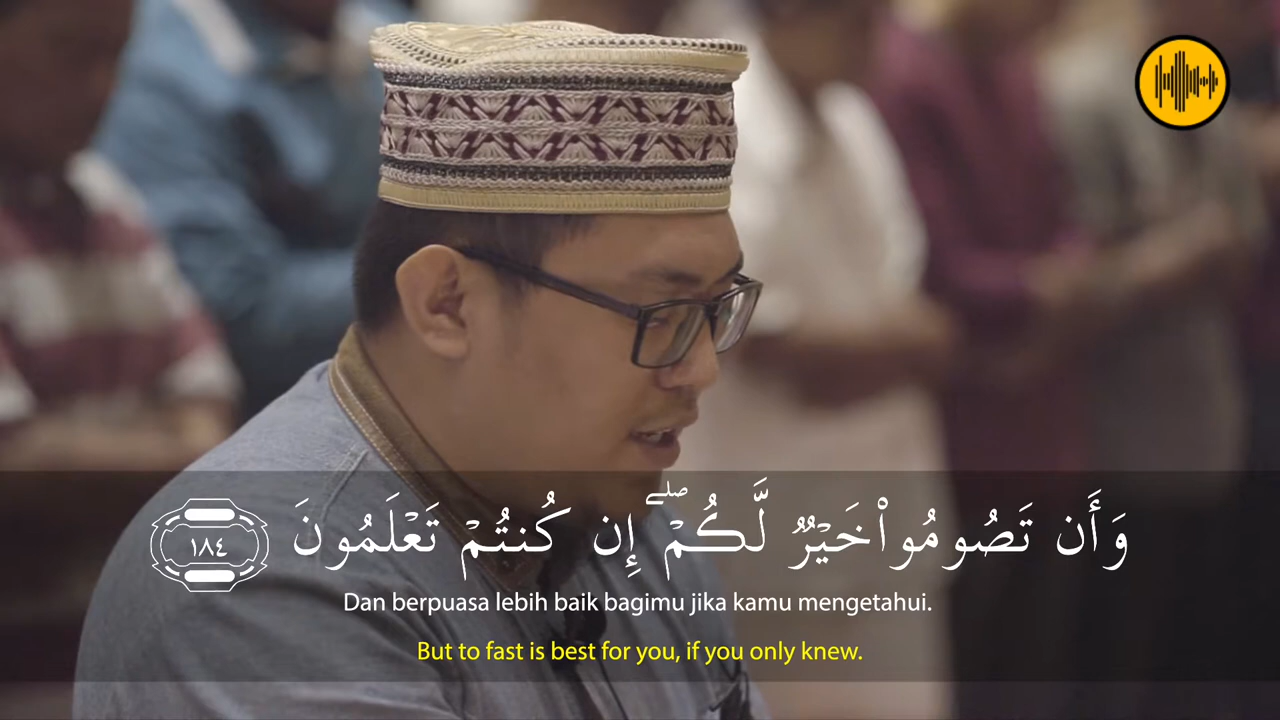 وَأَن تَصُومُوا۟ خَيْرٌ لَّكُمْ ۖ إِن كُنتُمْ تَعْلَمُونَ ١٨٤
Dan berpuasa lebih baik bagimu jika kamu mengetahui.
But to fast is best for you, if you only knew.